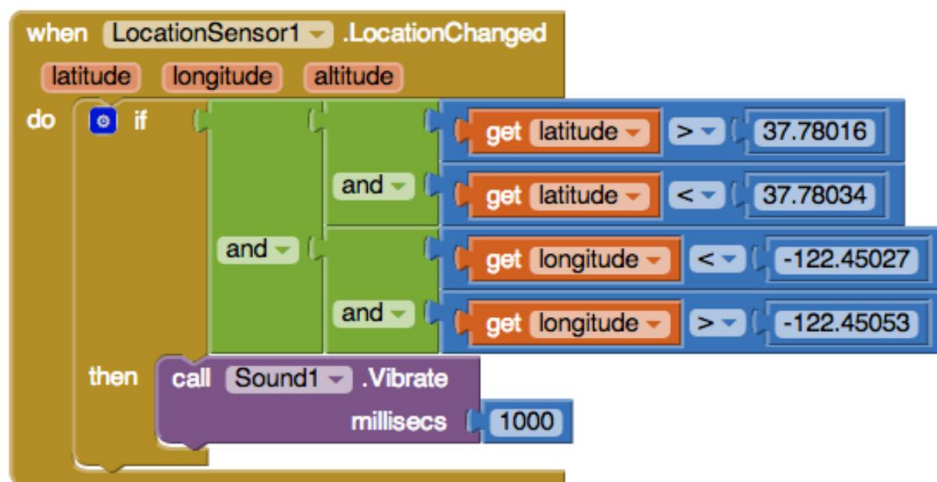 when LocationSensor1 .LocationChanged
latitude longitude altitude
do if get latitude > 37.78016
and get latitude < 37.78034
and get longitude < -122.45027
and get longitude > -122.45053
then call Sound1 .Vibrate
millisecs 1000